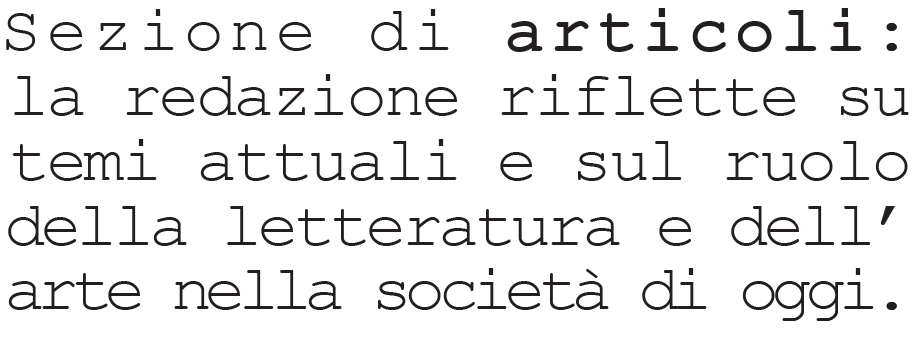 Sezione di articoli:
la redazione riflette su
temi attuali e sul ruolo
della letteratura e dell’
arte nella società di oggi.